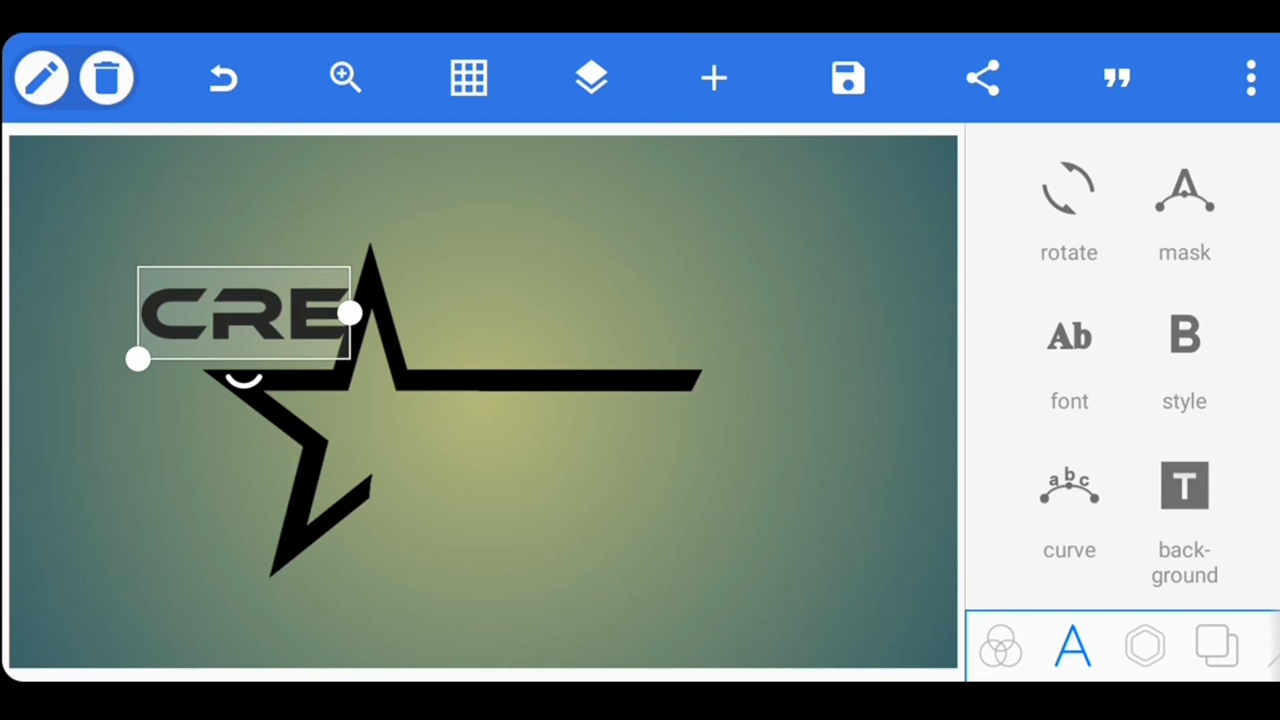 CRE
rotate
mask
Ab
font
B
style
abc
curve
T
back-
ground